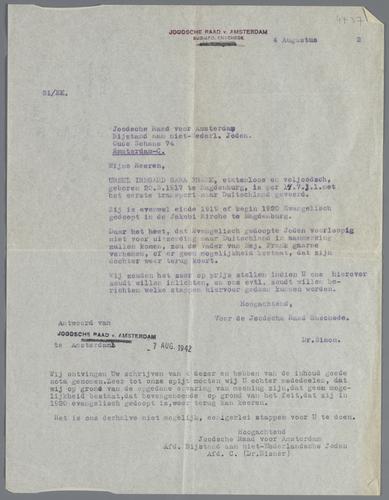 4437
JOODSCHE RAAD v. AMSTERDAM
BUREAU ENSCHEDE
4 Augustus 2
Si/EK.
Joodsche Raad voor Amsterdam
Bijstand aan niet-Nederl. Joden.
Oude Schans 74
Amsterdam-C.
Mijne Heeren,
URSEL IRMGARD SARA, statenloos en voljoodsch,
geboren 20.2.1917 te Magdeburg, is per 17.7.j.l. met
het eerste transport naar Duitschland gevoerd.
Zij is evenwel einde 1919 of begin 1920 Evangelisch
gedoopt in de Jakobi Kirche te Magdeburg.
Daar het heet, dat Evangelisch gedoopte Joden voorloopig
niet voor uitzending naar Duitschland in aanmerking
zullen komen, zou de vader van Mej. Frank gaarne
vernemen, of er geen mogelijkheid bestaat, dat zijn
dochter weer terug keert.
Wij zouden het zeer op prijs stellen indien U ons hierover
zoudt willen inlichten, en ons evtl. zoudt willen be-
richten welke stappen hiervoor gedaan kunnen worden.
Hoogachtend,
Voor de Joodsche Raad Enschede.
Dr. Simon.
Antwoord van
JOODSCHE RAAD v. AMSTERDAM
te Amsterdam 7 AUG. 1942
Wij ontvingen Uw schrijven van 4 dezer en hebben van de inhoud goede
nota genomen. Zeer tot onze spijt moeten wij U echter mededeelen, dat
wij op grond van de opgedane ervaring van meening zijn, dat geen moge-
lijkheid bestaat, dat bovengenoemde op grond van het feit, dat zij in
1920 evangelisch gedoopt is, weer terug kan keeren.
Het is ons derhalve niet mogelijk, eenigerlei stappen voor U te doen.
Hoogachtend
Joodsche Raad voor Amsterdam
Afd. Bijstand aan niet-Nederlandsche Joden
Afd. C. (Dr. Eisner)